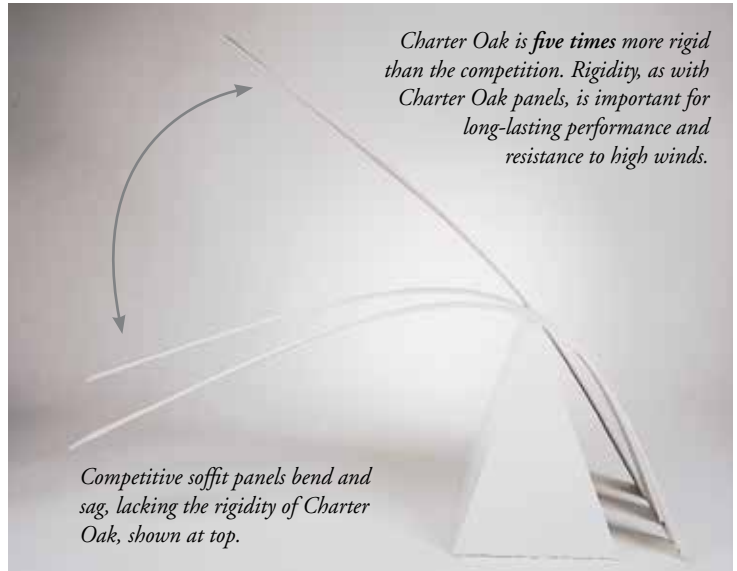 Charter Oak is five times more rigid
than the competition. Rigidity, as with
Charter Oak panels, is important for
long-lasting performance and
resistance to high winds.
Competitive soffit panels bend and
sag, lacking the rigidity of Charter
Oak, shown at top.